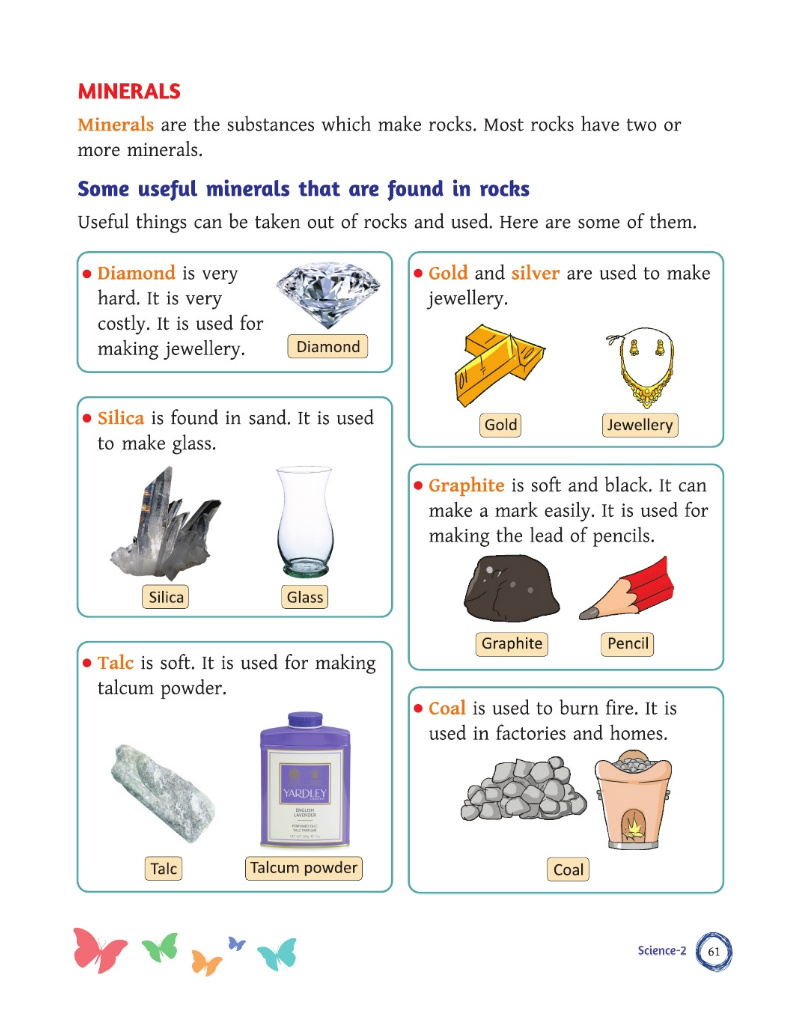 MINERALS
Minerals are the substances which make rocks. Most rocks have two or
more minerals.
Some useful minerals that are found in rocks
Useful things can be taken out of rocks and used. Here are some of them.
• Diamond is very
hard. It is very
costly. It is used for
making jewellery.
Diamond
• Silica is found in sand. It is used
to make glass.
Silica
Glass
• Talc is soft. It is used for making
talcum powder.
YARDLEY
ENGLISH
LAVENDER
Talc
Talcum powder
• Gold and silver are used to make
jewellery.
Gold
Jewellery
• Graphite is soft and black. It can
make a mark easily. It is used for
making the lead of pencils.
Graphite
Pencil
• Coal is used to burn fire. It is
used in factories and homes.
Coal
Science-2
61